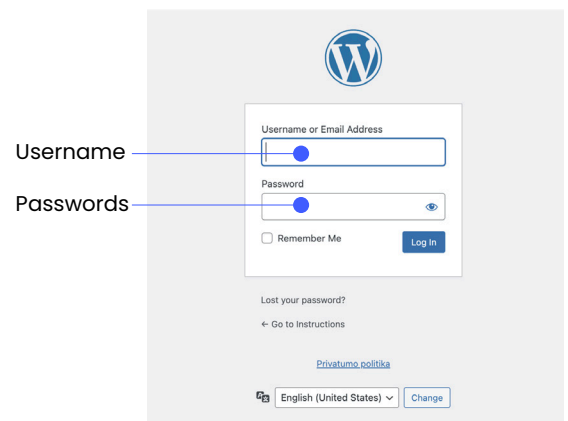 Username or Email Address
Username
Password
Passwords
Remember Me
Log In
Lost your password?
← Go to Instructions
Privatumo politika
English (United States)
Change